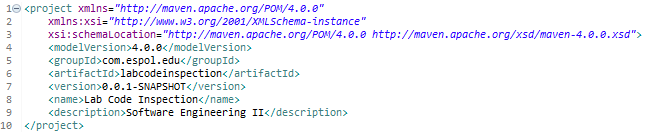 1 <project xmlns="http://maven.apache.org/POM/4.0.0"
2 xmlns:xsi="http://www.w3.org/2001/XMLSchema-instance"
3 xsi:schemaLocation="http://maven.apache.org/POM/4.0.0 http://maven.apache.org/xsd/maven-4.0.0.xsd">
4 <modelVersion>4.0.0</modelVersion>
5 <groupId>com.espol.edu</groupId>
6 <artifactId>labcodeinspection</artifactId>
7 <version>0.0.1-SNAPSHOT</version>
8 <name>Lab Code Inspection</name>
9 <description>Software Engineering II</description>
10 </project>